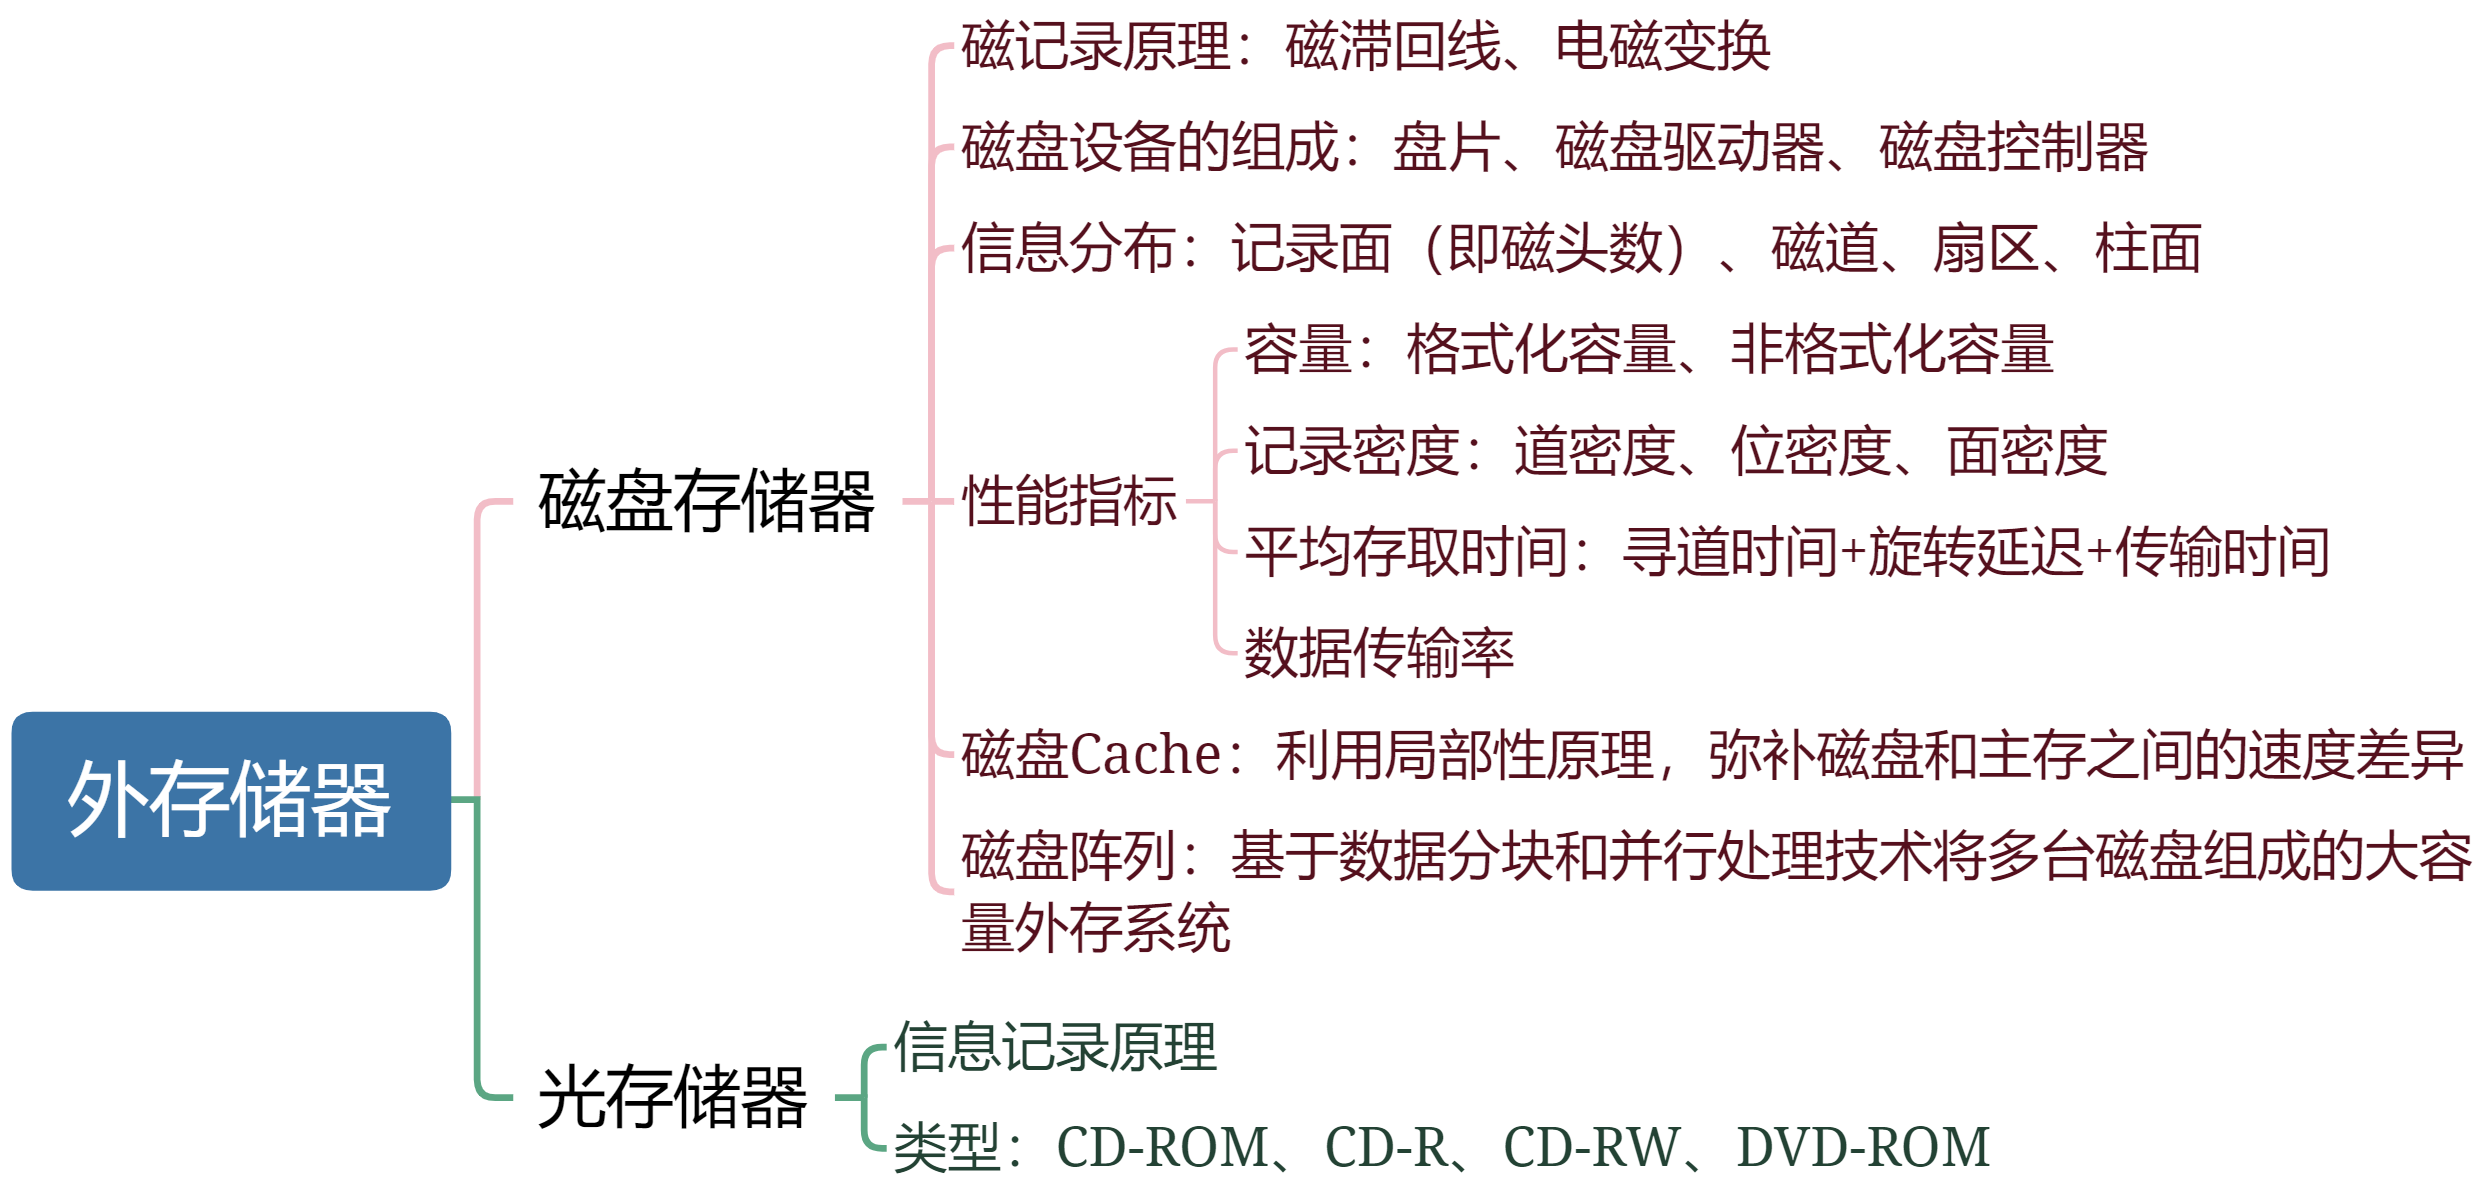 磁记录原理：磁滞回线、电磁变换
磁盘设备的组成：盘片、磁盘驱动器、磁盘控制器
信息分布：记录面（即磁头数）、磁道、扇区、柱面
容量：格式化容量、非格式化容量
记录密度：道密度、位密度、面密度
磁盘存储器
性能指标
平均存取时间：寻道时间+旋转延迟+传输时间
数据传输率
外存储器
磁盘Cache：利用局部性原理，弥补磁盘和主存之间的速度差异
磁盘阵列：基于数据分块和并行处理技术将多台磁盘组成的大容
量外存系统
信息记录原理
光存储器
类型：CD-ROM、CD-R、CD-RW、DVD-ROM